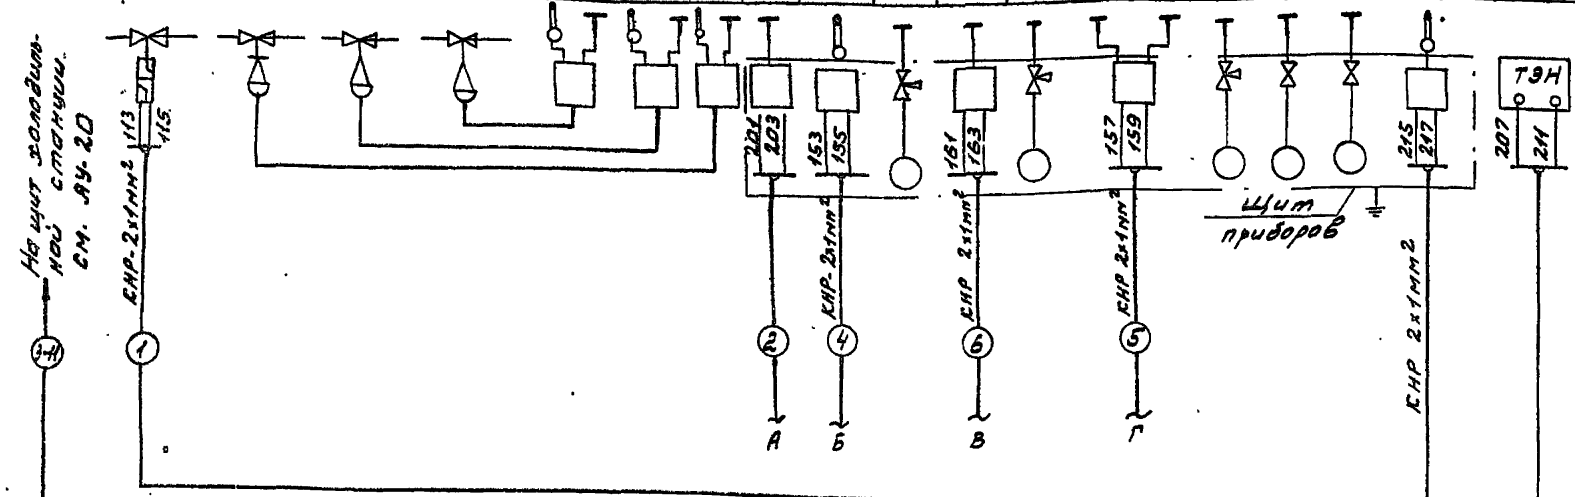 На щит холодиль-
ной станции.
см. ЯУ-20
113
115.
КНР-2х1мм²
201
203
153
155
161
163
157
159
215
217
ТЭН
207
211
щит
приборов
КНР-2х1мм²
КНР 2х1мм²
КНР 2х1мм²
КНР 2х1мм²
3-Н
1
2
4
6
5
А
Б
В
Г